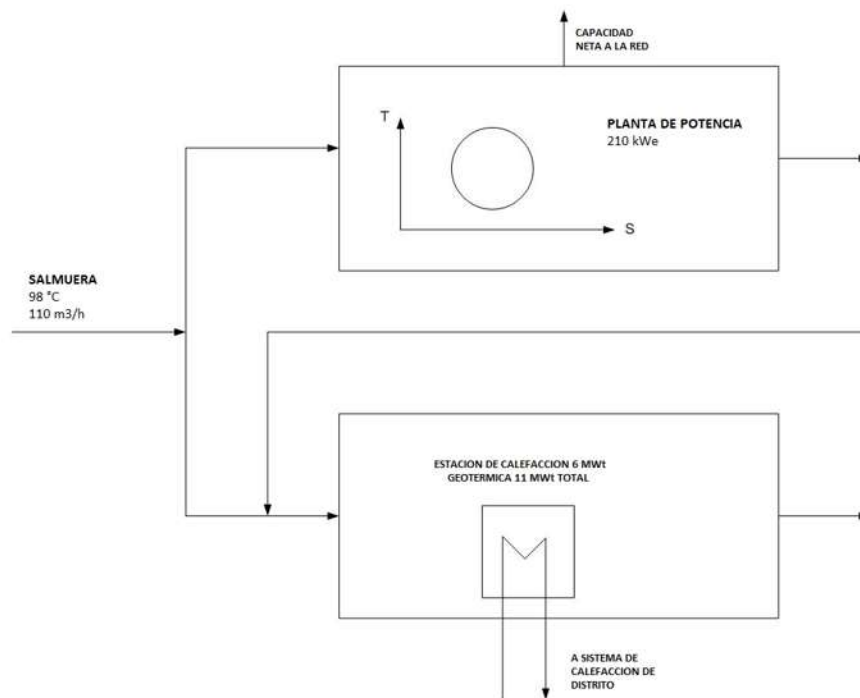 CAPACIDAD
NETA A LA RED
T
PLANTA DE POTENCIA
210 kWe
S
SALMUERA
98 °C
110 m3/h
ESTACION DE CALEFACCION 6 MWt
GEOTERMICA 11 MWt TOTAL
A SISTEMA DE
CALEFACCION DE
DISTRITO